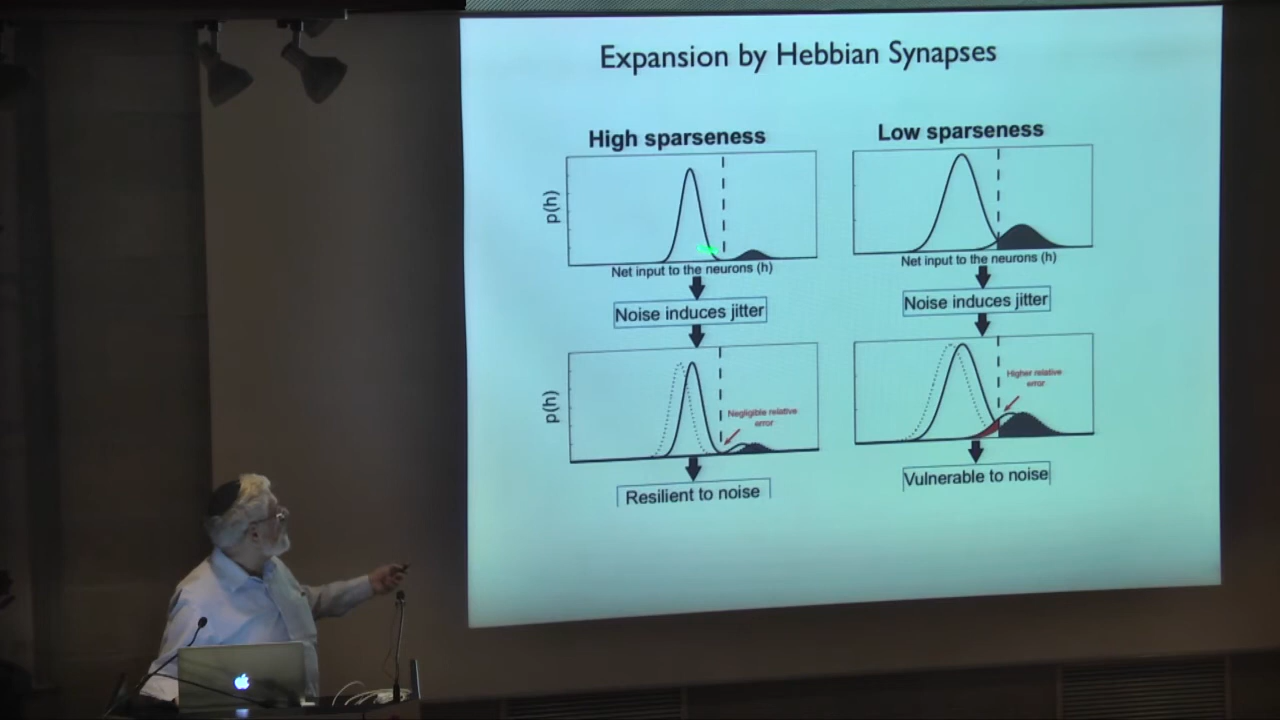 Expansion by Hebbian Synapses
High sparseness
p(h)
Net input to the neurons (h)
Noise induces jitter
p(h)
Negligible relative
error
Resilient to noise
Low sparseness
Net input to the neurons (h)
Noise induces jitter
Higher relative
error
Vulnerable to noise